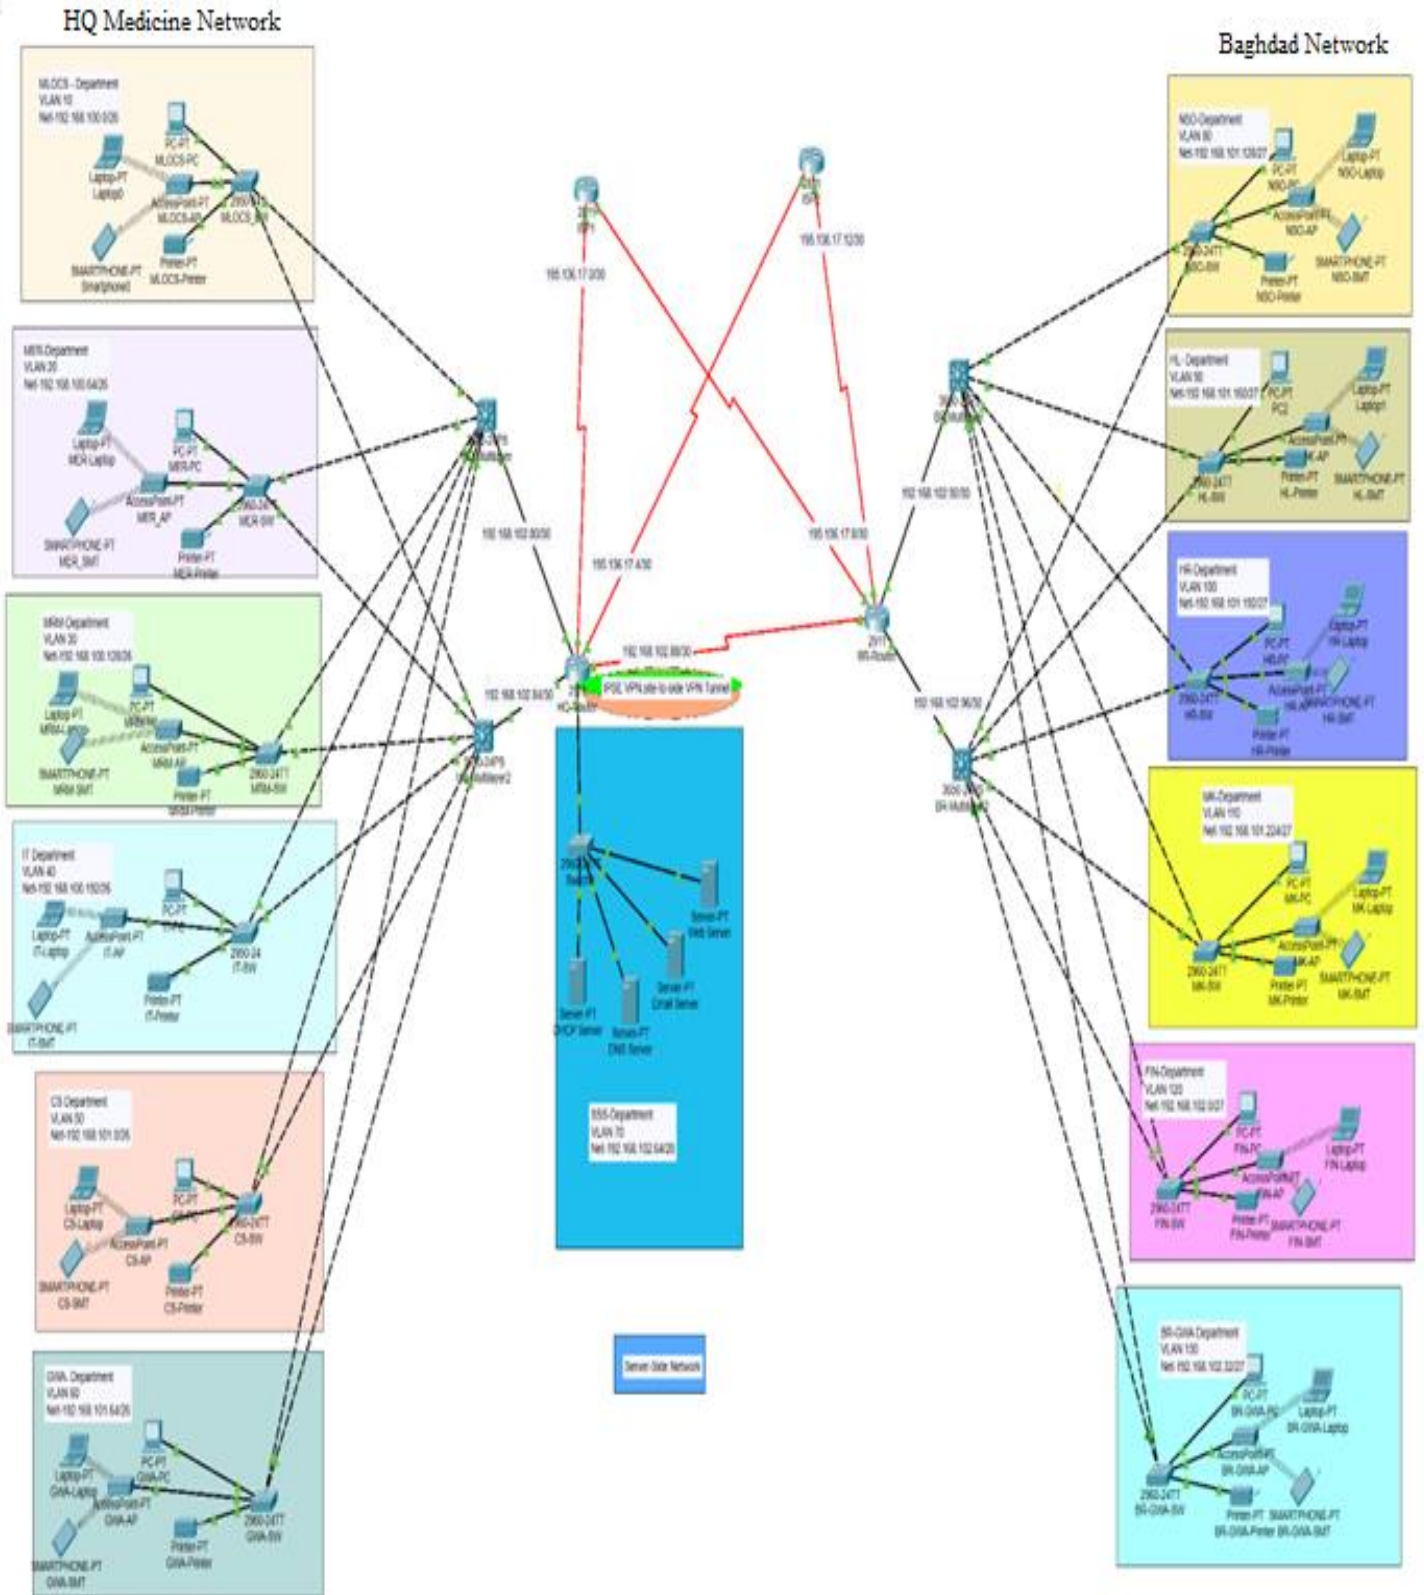 HQ Medicine Network
Baghdad Network
MLOCS - Department
VLAN 10
Net-192.168.100.0/26
PC-PT
MLOCS-PC
Laptop-PT
Laptop0
AccessPoint-PT
MLOCS-AP
MLOCS_SW
SMARTPHONE-PT
Smartphone0
Printer-PT
MLOCS-Printer
MER-Department
VLAN 20
Net-192.168.100.64/26
Laptop-PT
MER-Laptop
PC-PT
MER-PC
AccessPoint-PT
MER_AP
MER-SW
SMARTPHONE-PT
MER_SMT
Printer-PT
MER-Printer
MRM-Department
VLAN 30
Net-192.168.100.128/26
Laptop-PT
PC-PT
AccessPoint-PT
MRM-AP
SMARTPHONE-PT
MRM-SMT
2960-24TT
MRM-SW
Printer-PT
MRM-Printer
IT Department
VLAN 40
Net-192.168.100.192/26
PC-PT
Laptop-PT
IT-Laptop
AccessPoint-PT
IT-AP
IT-SW
Printer-PT
IT-Printer
SMARTPHONE-PT
IT-SMT
CS Department
VLAN 50
Net-192.168.101.0/26
PC-PT
Laptop-PT
CS-Laptop
AccessPoint-PT
CS-AP
2960-24TT
CS-SW
SMARTPHONE-PT
CS-SMT
Printer-PT
CS-Printer
GWA- Department
VLAN 60
Net-192.168.101.64/26
PC-PT
GWA-PC
Laptop-PT
GWA-Laptop
AccessPoint-PT
GWA-AP
2960-24TT
GWA-SW
Printer-PT
GWA-Printer
SMARTPHONE-PT
GWA-SMT
ISP1
195.136.17.0/30
195.136.17.12/30
195.136.17.4/30
195.136.17.8/30
192.168.102.80/30
192.168.102.84/30
192.168.102.88/30
192.168.102.96/30
HQ-Router
2911
BR-Router
IPSE VPN.site-to-side VPN Tunnel
Server-PT
Web Server
Server-PT
Email Server
Server-PT
DHCP Server
Server-PT
DNS Server
SSS-Department
VLAN 70
Server-Side Network
NSO-Department
Net-192.168.101.128/27
Laptop-PT
NSO-Laptop
PC-PT
AccessPoint-PT
NSO-AP
2960-24TT
NSO-SW
SMARTPHONE-PT
NSO-SMT
Printer-PT
NSO-Printer
HL- Department
VLAN 90
Net-192.168.101.160/27
PC-PT
PC2
Laptop-PT
Laptop1
AccessPoint-PT
2960-24TT
HL-SW
Printer-PT
HL-Printer
SMARTPHONE-PT
HL-SMT
HR-Department
VLAN 100
Net-192.168.101.192/27
PC-PT
Laptop-PT
HR-Laptop
HR-SW
SMARTPHONE-PT
HR-SMT
Printer-PT
HR-Printer
MK-Department
VLAN 110
Net-192.168.101.224/27
PC-PT
MK-PC
Laptop-PT
MK-Laptop
AccessPoint-PT
MK-AP
2960-24TT
MK-SW
Printer-PT
MK-Printer
SMARTPHONE-PT
MK-SMT
FIN-Department
VLAN 120
Net-192.168.102.0/27
PC-PT
FIN-PC
Laptop-PT
FIN-Laptop
FIN-AP
2960-24TT
FIN-SW
Printer-PT
FIN-Printer
SMARTPHONE-PT
FIN-SMT
BR-GWA Department
VLAN 130
Net-192.168.102.32/27
PC-PT
BR-GWA-PC
Laptop-PT
BR-GWA-Laptop
AccessPoint-PT
BR-GWA-AP
2960-24TT
BR-GWA-SW
Printer-PT
BR-GWA-Printer
SMARTPHONE-PT
BR-GWA-SMT